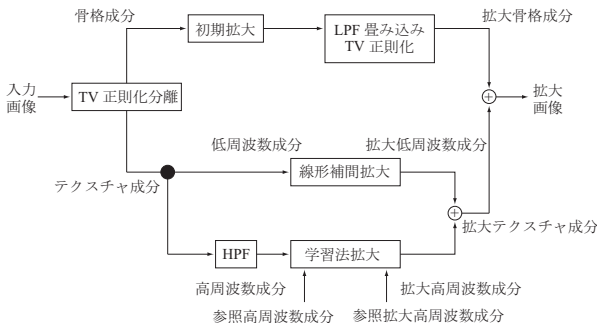 骨格成分
初期拡大
LPF 畳み込み
TV 正則化
拡大骨格成分
入力
画像
TV 正則化分離
拡大
画像
低周波数成分
拡大低周波数成分
テクスチャ成分
線形補間拡大
拡大テクスチャ成分
HPF
学習法拡大
高周波数成分
拡大高周波数成分
参照高周波数成分
参照拡大高周波数成分